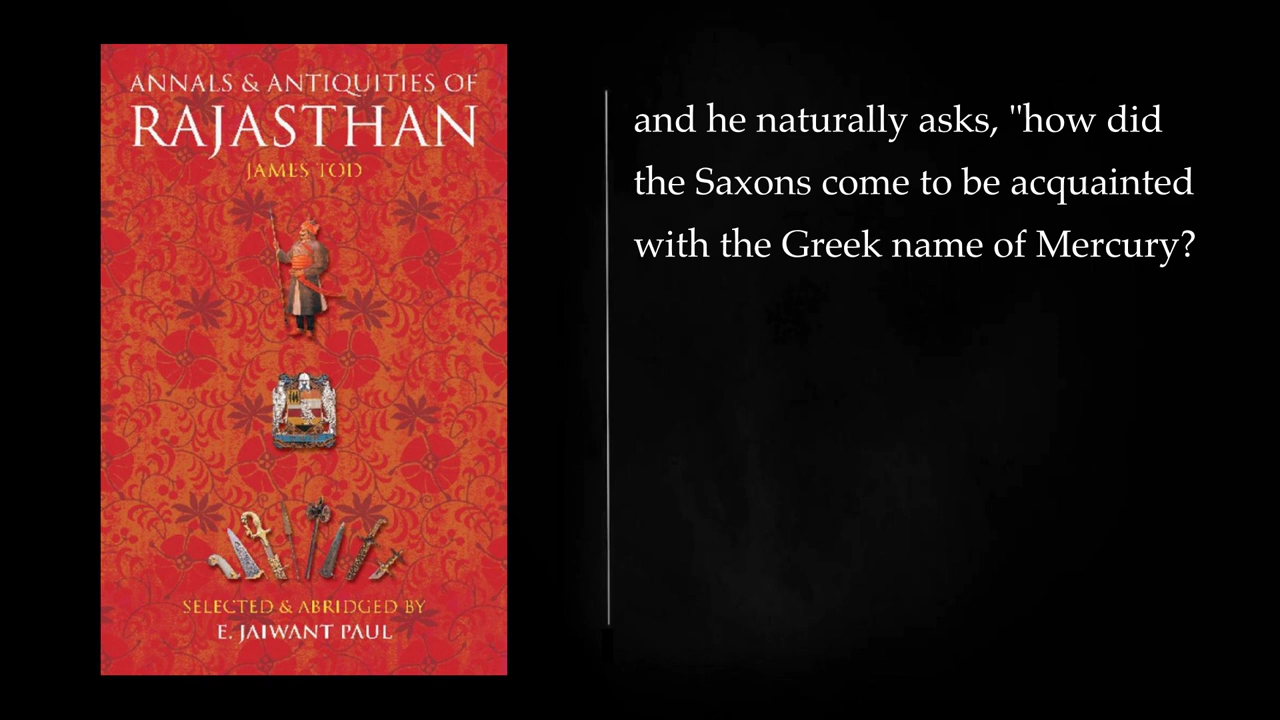 ANNALS & ANTIQUITIES OF
RAJASTHAN
JAMES TOD
SELECTED & ABRIDGED BY
E. JAIWANT PAUL
and he naturally asks, "how did
the Saxons come to be acquainted
with the Greek name of Mercury?